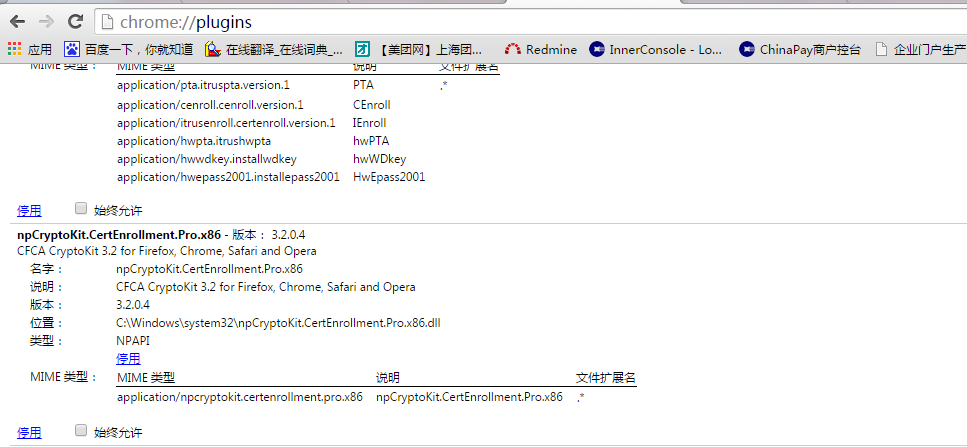 chrome://plugins
应用 百度一下，你就知道 在线翻译_在线词典_... 【美团网】上海团... Redmine InnerConsole - Lo... ChinaPay商户控台 企业门户生产
MIME 类型： MIME 类型 说明 文件扩展名
application/pta.itruspta.version.1 PTA .*
application/cenroll.cenroll.version.1 CEnroll
application/itrusenroll.certenroll.version.1 IEnroll
application/hwpta.itrushwpta hwPTA
application/hwwdkey.installwdkey hwWDkey
application/hwepass2001.installepass2001 HwEpass2001
停用 始终允许
npCryptoKit.CertEnrollment.Pro.x86 - 版本： 3.2.0.4
CFCA CryptoKit 3.2 for Firefox, Chrome, Safari and Opera
名字： npCryptoKit.CertEnrollment.Pro.x86
说明： CFCA CryptoKit 3.2 for Firefox, Chrome, Safari and Opera
版本： 3.2.0.4
位置： C:\Windows\system32\npCryptoKit.CertEnrollment.Pro.x86.dll
类型： NPAPI
停用
MIME 类型： MIME 类型 说明 文件扩展名
application/npcryptokit.certenrollment.pro.x86 npCryptoKit.CertEnrollment.Pro.x86 .*
停用 始终允许